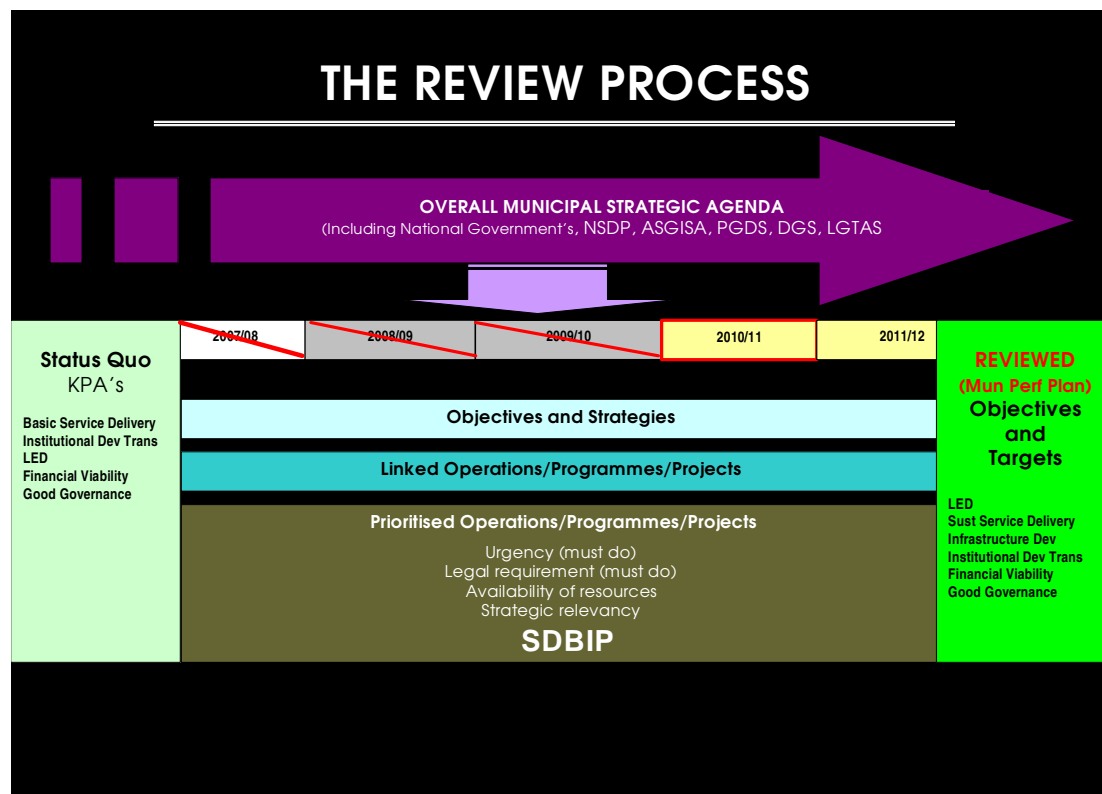 THE REVIEW PROCESS
OVERALL MUNICIPAL STRATEGIC AGENDA
(Including National Government's, NSDP, ASGISA, PGDS, DGS, LGTAS
Status Quo
KPA's
Basic Service Delivery
Institutional Dev Trans
LED
Financial Viability
Good Governance
2007/08
2008/09
2009/10
2010/11
2011/12
Objectives and Strategies
Linked Operations/Programmes/Projects
Prioritised Operations/Programmes/Projects
Urgency (must do)
Legal requirement (must do)
Availability of resources
Strategic relevancy
SDBIP
REVIEWED
(Mun Perf Plan)
Objectives
and
Targets
LED
Sust Service Delivery
Infrastructure Dev
Institutional Dev Trans
Financial Viability
Good Governance